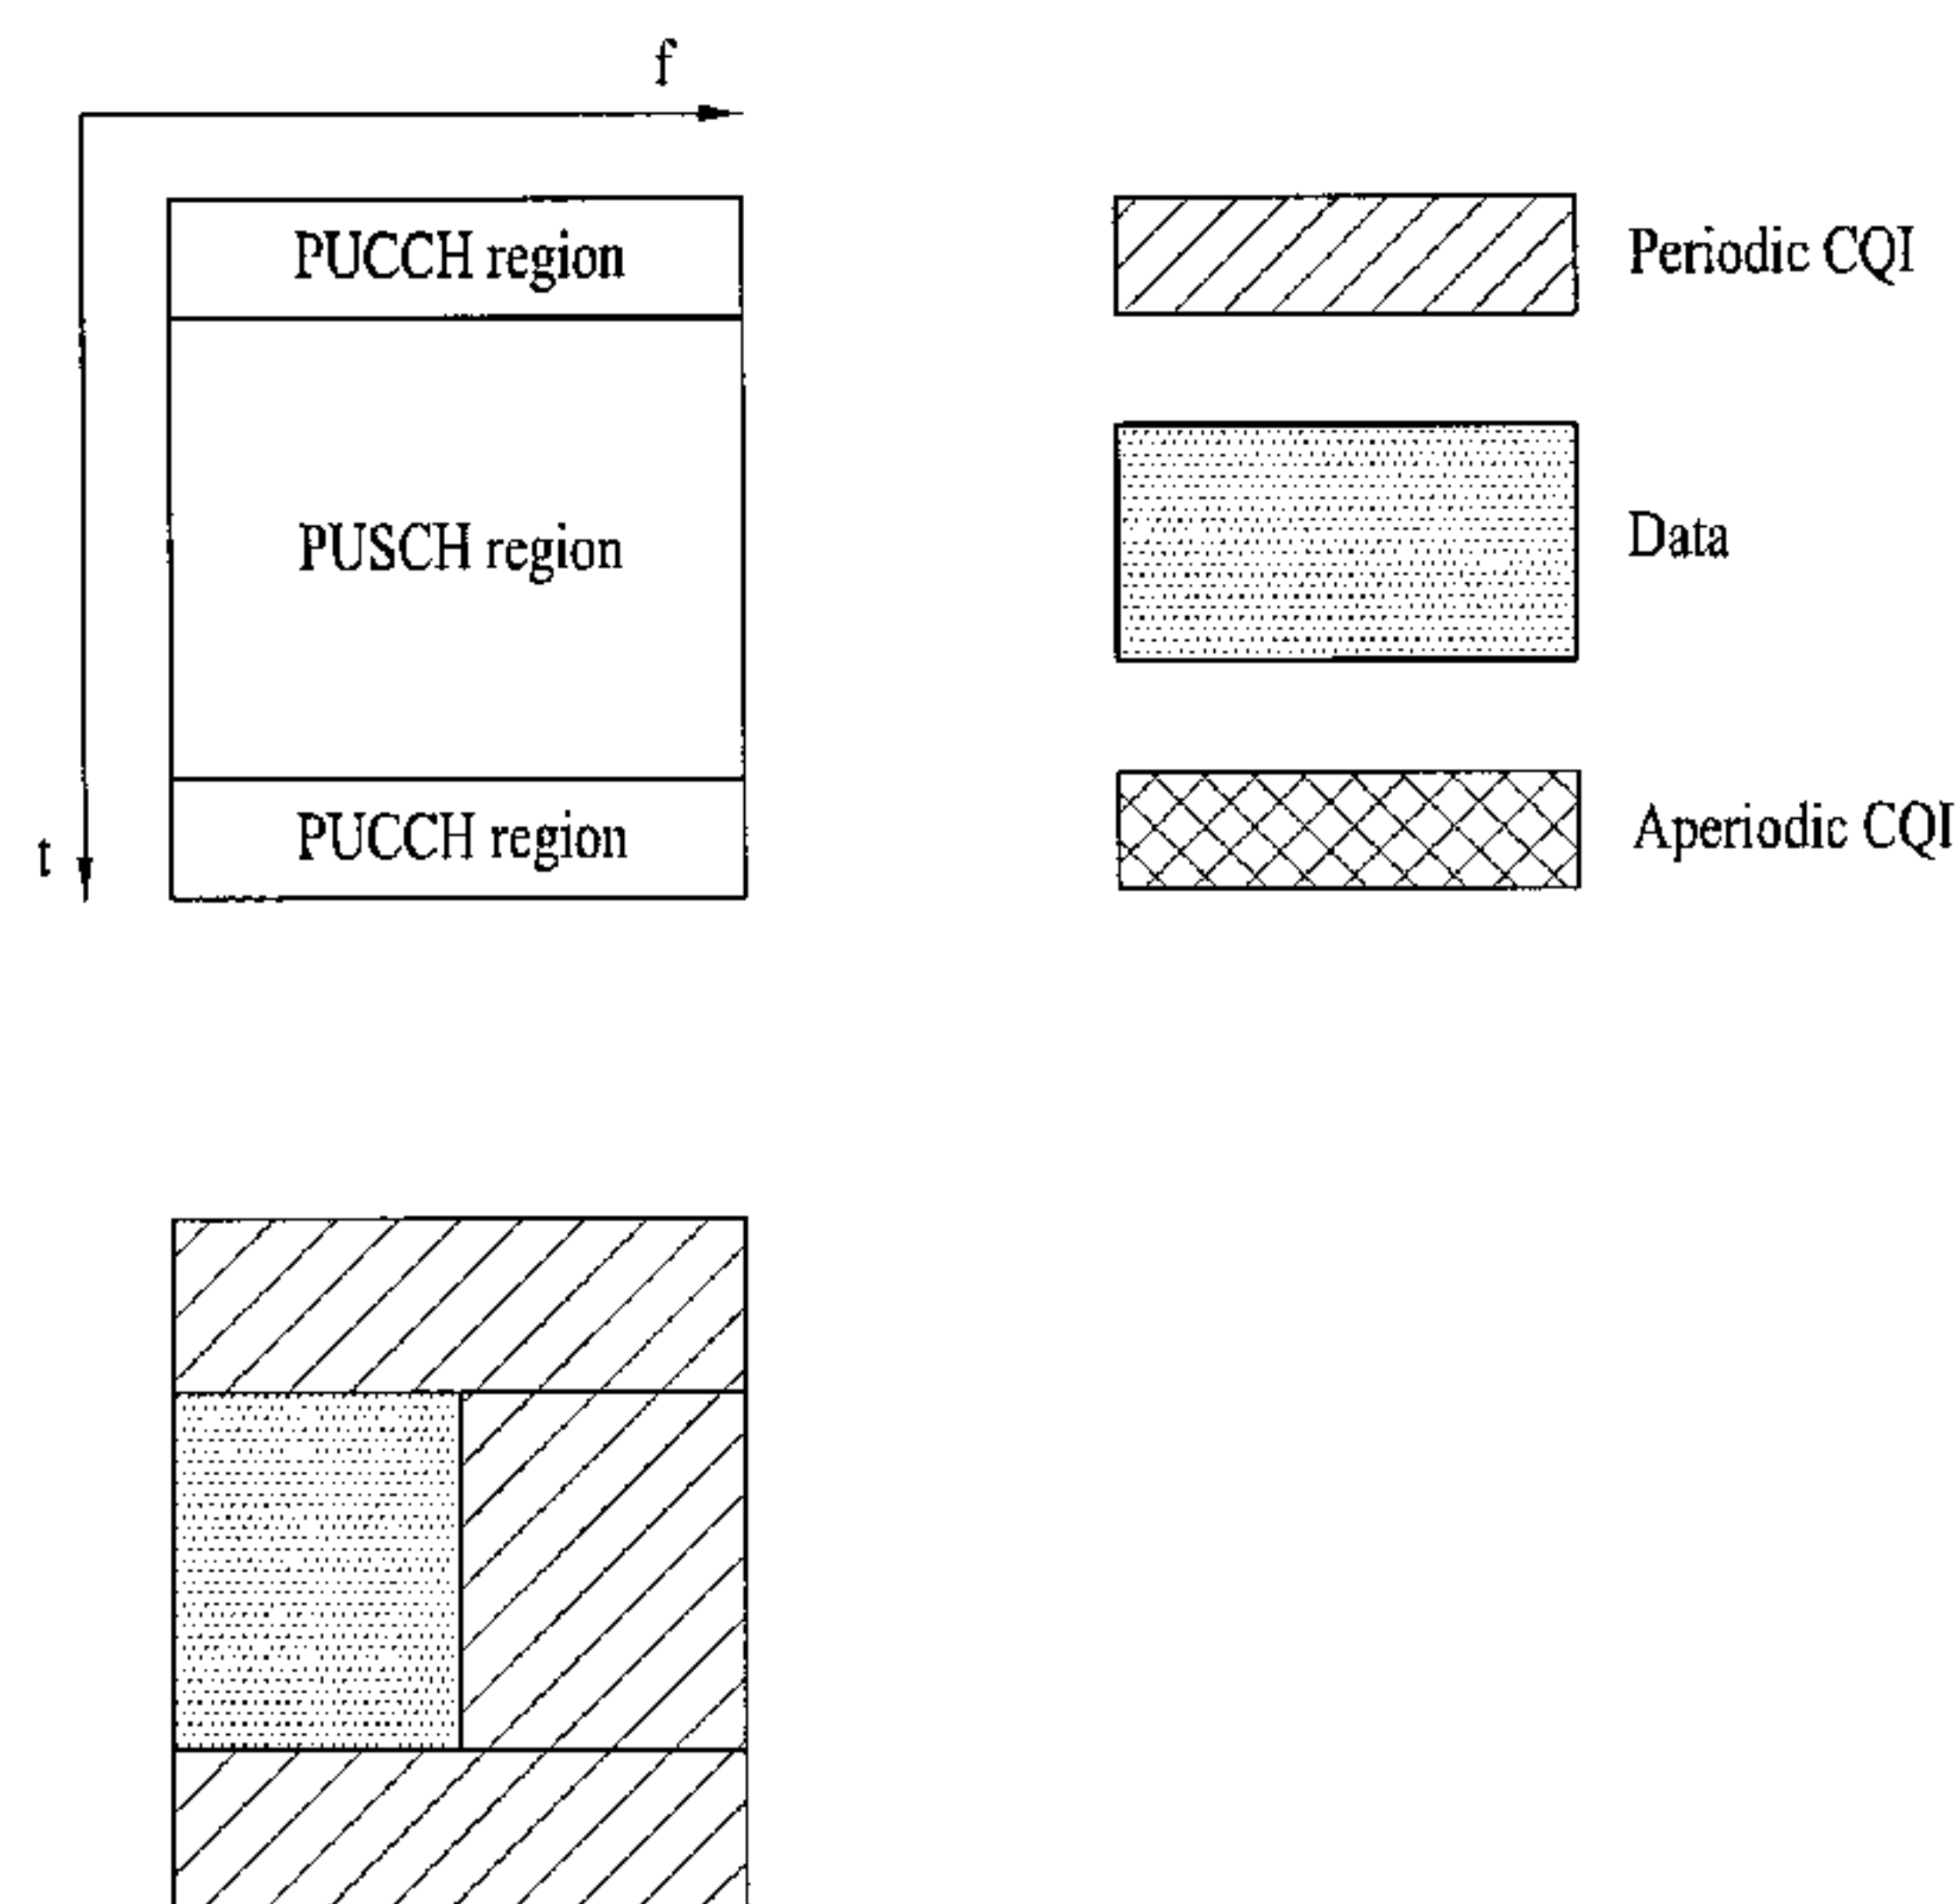 f
PUCCH region
PUSCH region
PUCCH region
t
Periodic CQI
Data
Aperiodic CQI